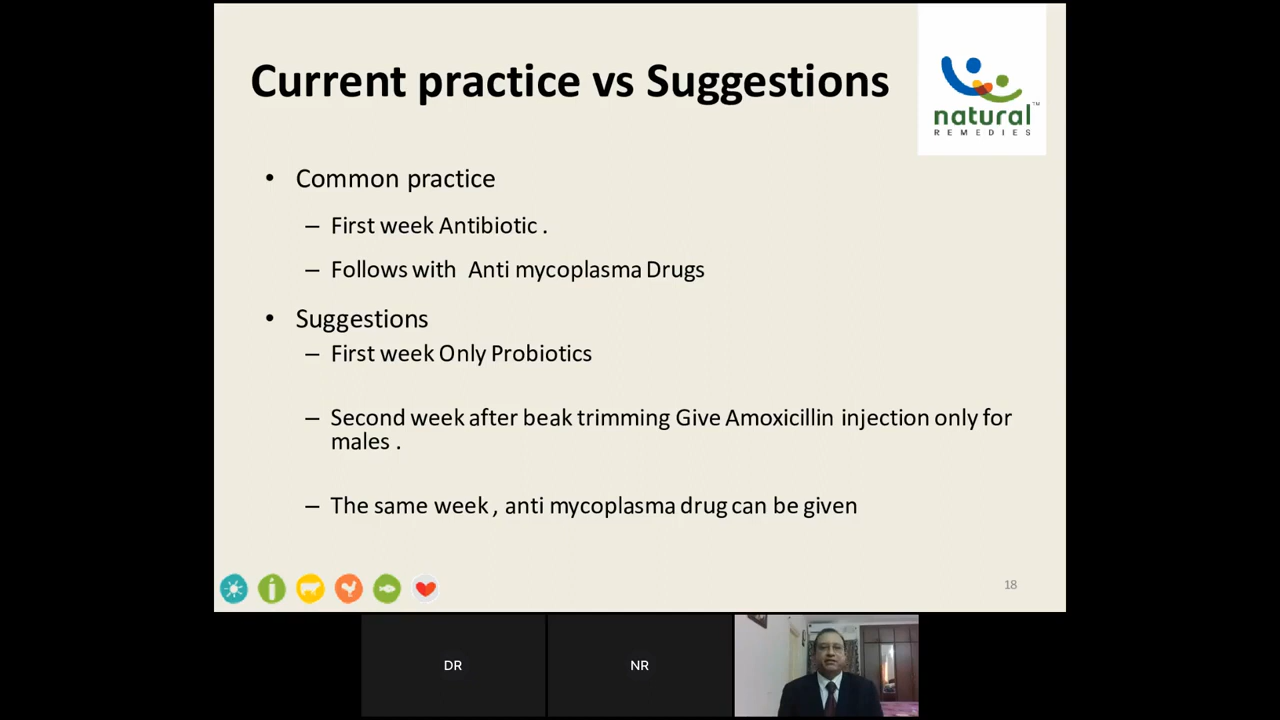 Current practice vs Suggestions
natural™
REMEDIES
• Common practice
– First week Antibiotic .
– Follows with Anti mycoplasma Drugs
• Suggestions
– First week Only Probiotics
– Second week after beak trimming Give Amoxicillin injection only for
males .
– The same week , anti mycoplasma drug can be given
18
DR
NR